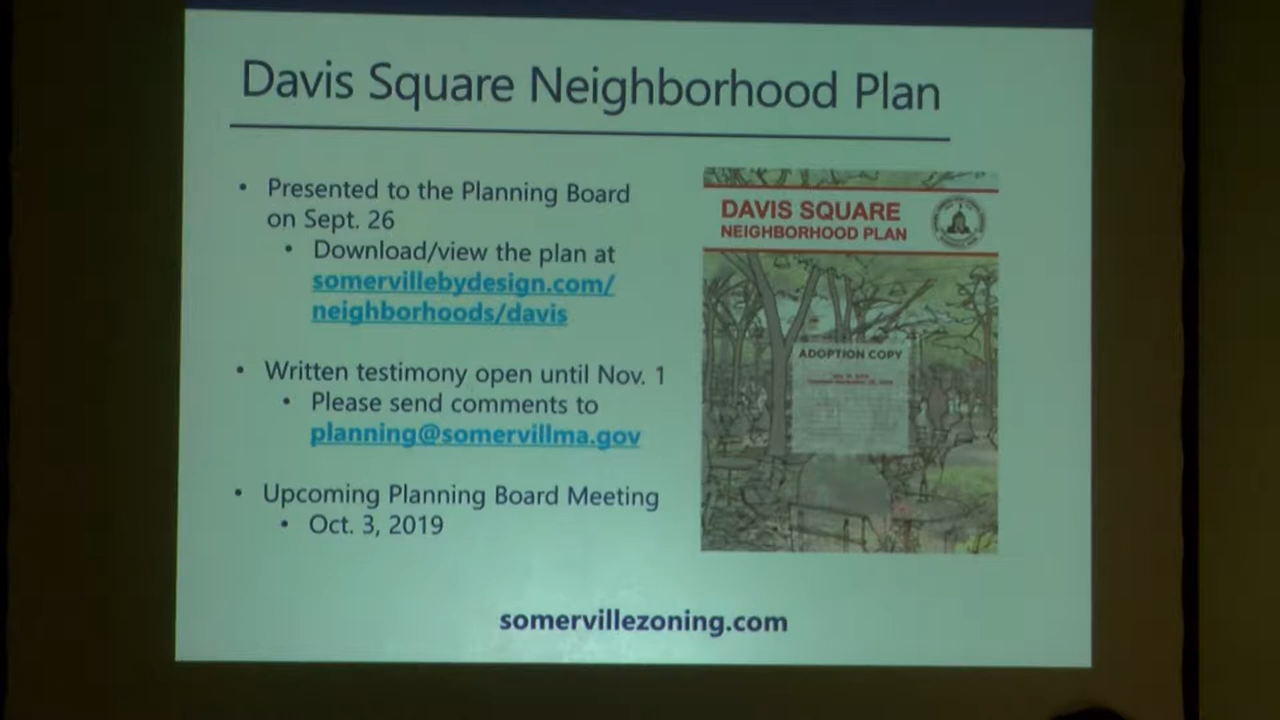 Davis Square Neighborhood Plan
• Presented to the Planning Board
on Sept. 26
• Download/view the plan at
somervillebydesign.com/
neighborhoods/davis
• Written testimony open until Nov. 1
• Please send comments to
planning@somervillma.gov
• Upcoming Planning Board Meeting
• Oct. 3, 2019
DAVIS SQUARE
NEIGHBORHOOD PLAN
ADOPTION COPY
somervillezoning.com